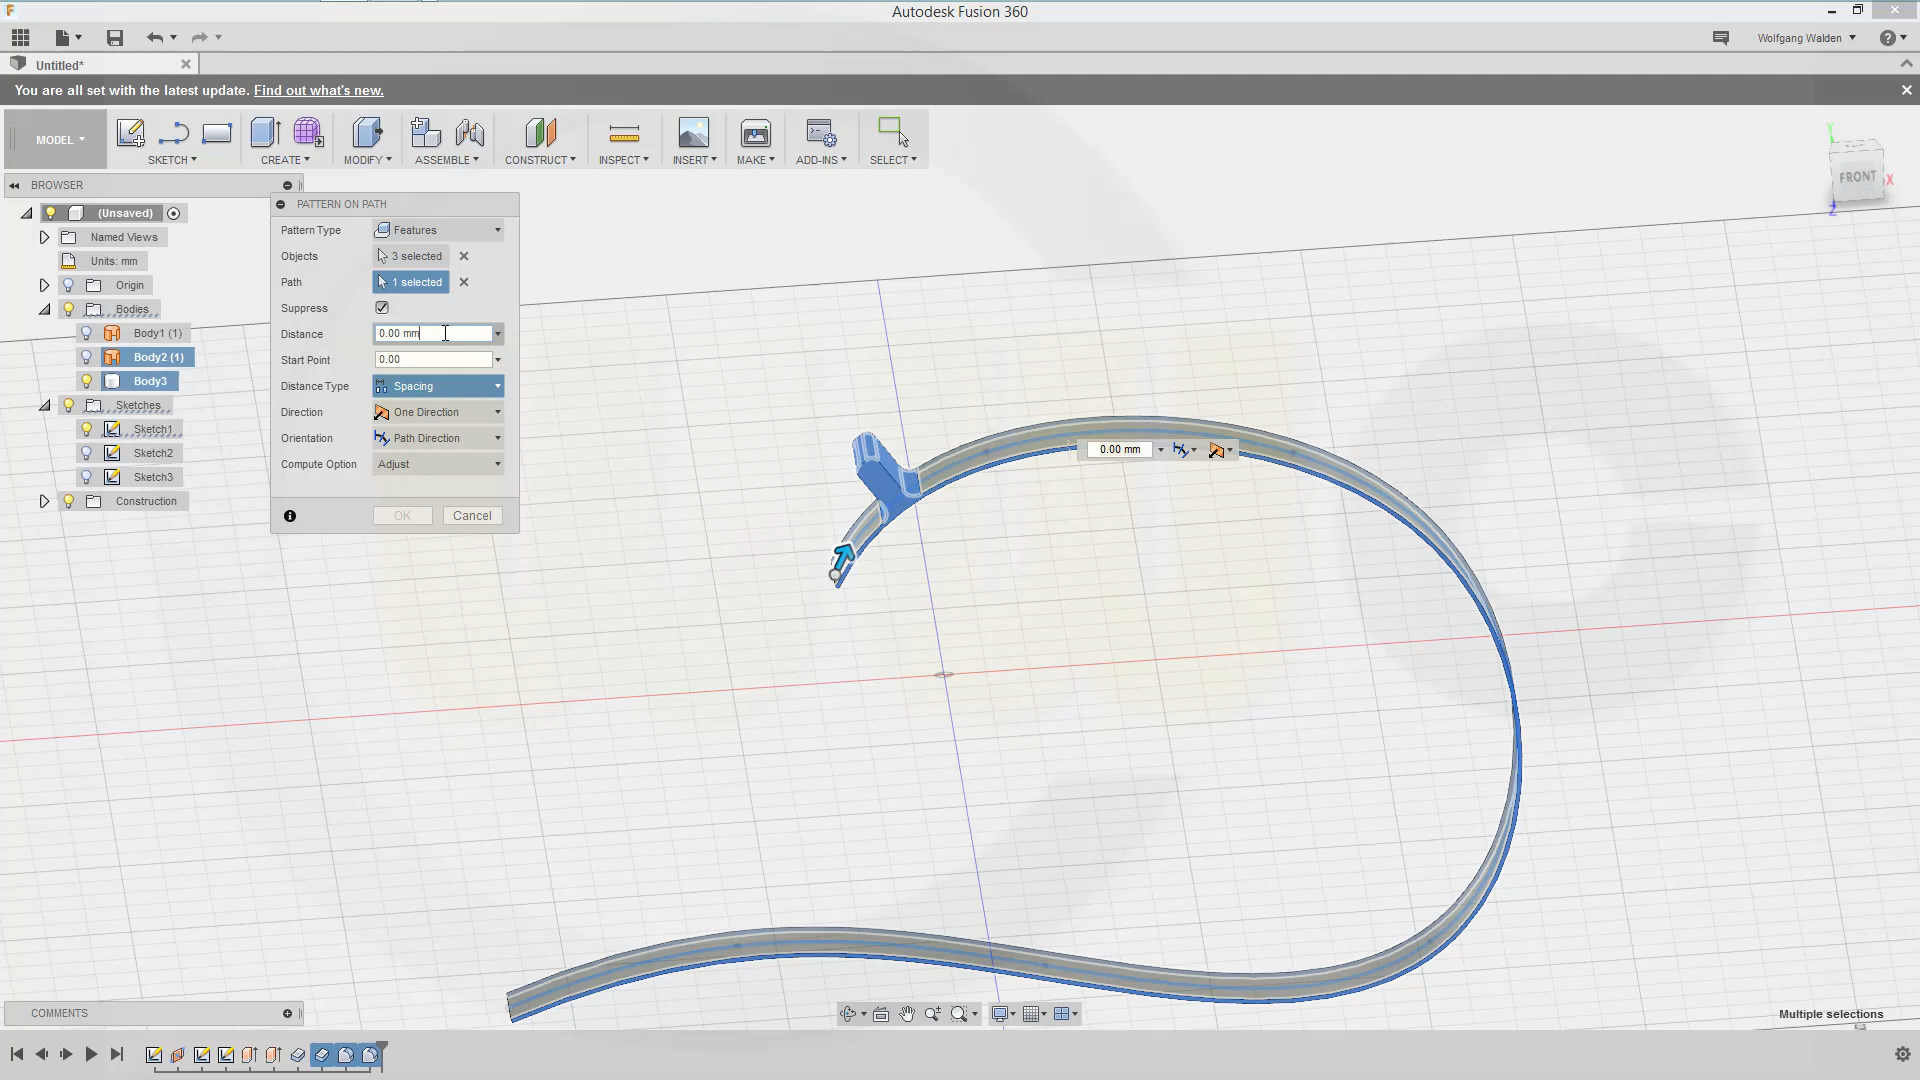 Autodesk Fusion 360
Wolfgang Walden
Untitled*
You are all set with the latest update. Find out what's new.
MODEL
SKETCH
CREATE
MODIFY
ASSEMBLE
CONSTRUCT
INSPECT
INSERT
MAKE
ADD-INS
SELECT
BROWSER
(Unsaved)
Named Views
Units: mm
Origin
Bodies
Body1 (1)
Body2 (1)
Body3
Sketches
Sketch1
Sketch2
Sketch3
Construction
PATTERN ON PATH
Pattern Type Features
Objects 3 selected
Path 1 selected
Suppress
Distance 0.00 mm
Start Point 0.00
Distance Type Spacing
Direction One Direction
Orientation Path Direction
Compute Option Adjust
OK Cancel
Y
FRONT
X
Z
0.00 mm
COMMENTS
Multiple selections